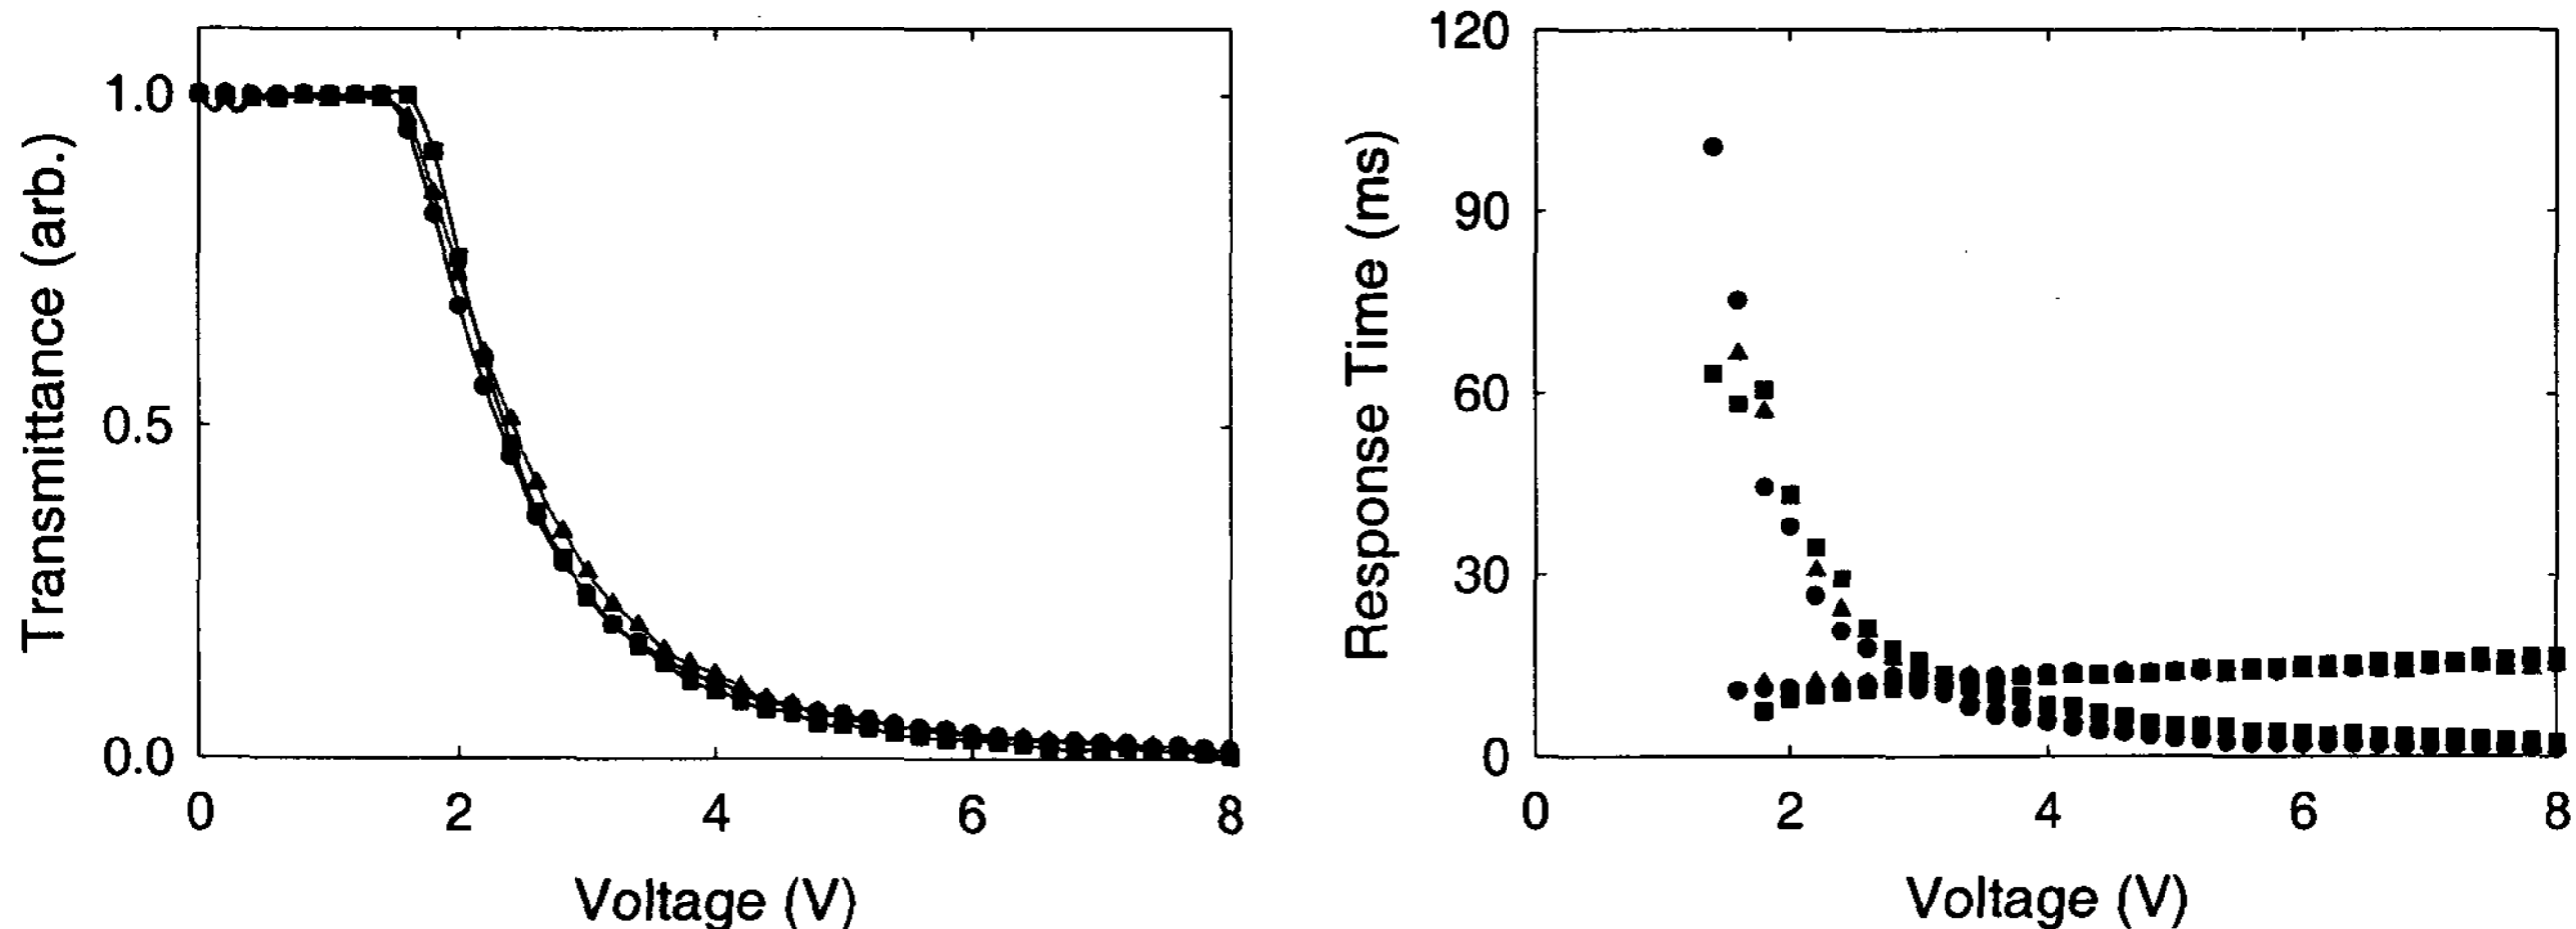 Transmittance (arb.)
1.0
0.5
0.0
0 2 4 6 8
Voltage (V)
Response Time (ms)
120
90
60
30
0
0 2 4 6 8
Voltage (V)